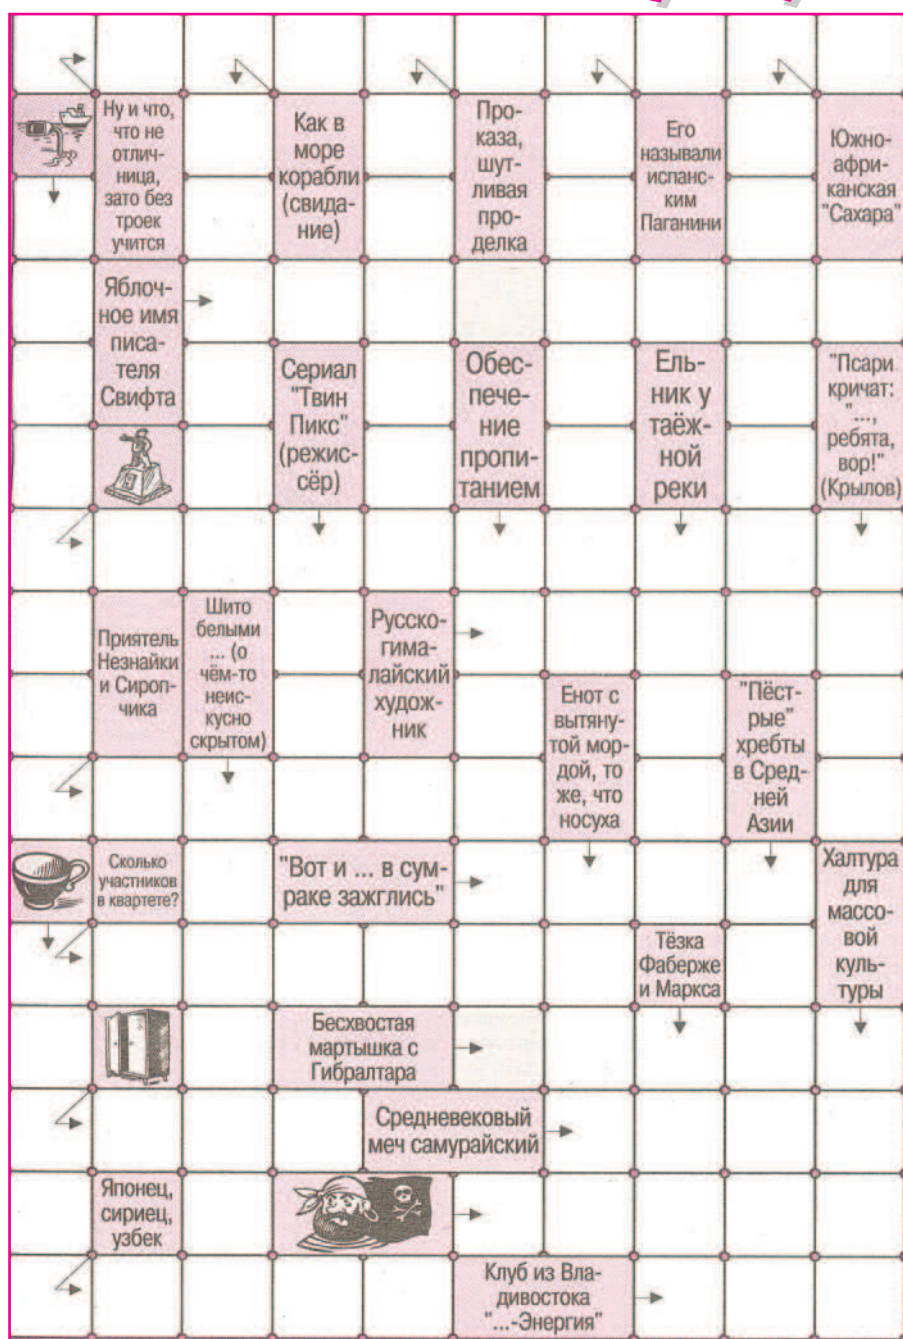 Ну и что,
что не
отлич-
ница,
зато без
троек
учится
Как в
море
корабли
(свида-
ние)
Про-
каза,
шут-
ливая
про-
делка
Его
называли
испанс-
ким
Паганини
Южно-
афри-
канская
"Сахара"
Яблоч-
ное имя
писа-
теля
Свифта
Сериал
"Твин
Пикс"
(режис-
сёр)
Обес-
пече-
ние
пропи-
танием
Ель-
ник у
таёж-
ной
реки
"Псари
кричат:
"...,
ребята,
вор!"
(Крылов)
Приятель
Незнайки
и Сироп-
чика
Шито
белыми
... (о
чём-то
неис-
кусно
скрытом)
Русско-
гима-
лайский
худож-
ник
Енот с
вытяну-
той мор-
дой, то
же, что
носуха
"Пёст-
рые"
хребты
в Сред-
ней
Азии
Сколько
участников
в квартете?
"Вот и ... в сум-
раке зажглись"
Халтура
для
массо-
вой
куль-
туры
Тёзка
Фаберже
и Маркса
Бесхвостая
мартышка с
Гибралтара
Средневековый
меч самурайский
Японец,
сириец,
узбек
Клуб из Вла-
дивостока
"...-Энергия"